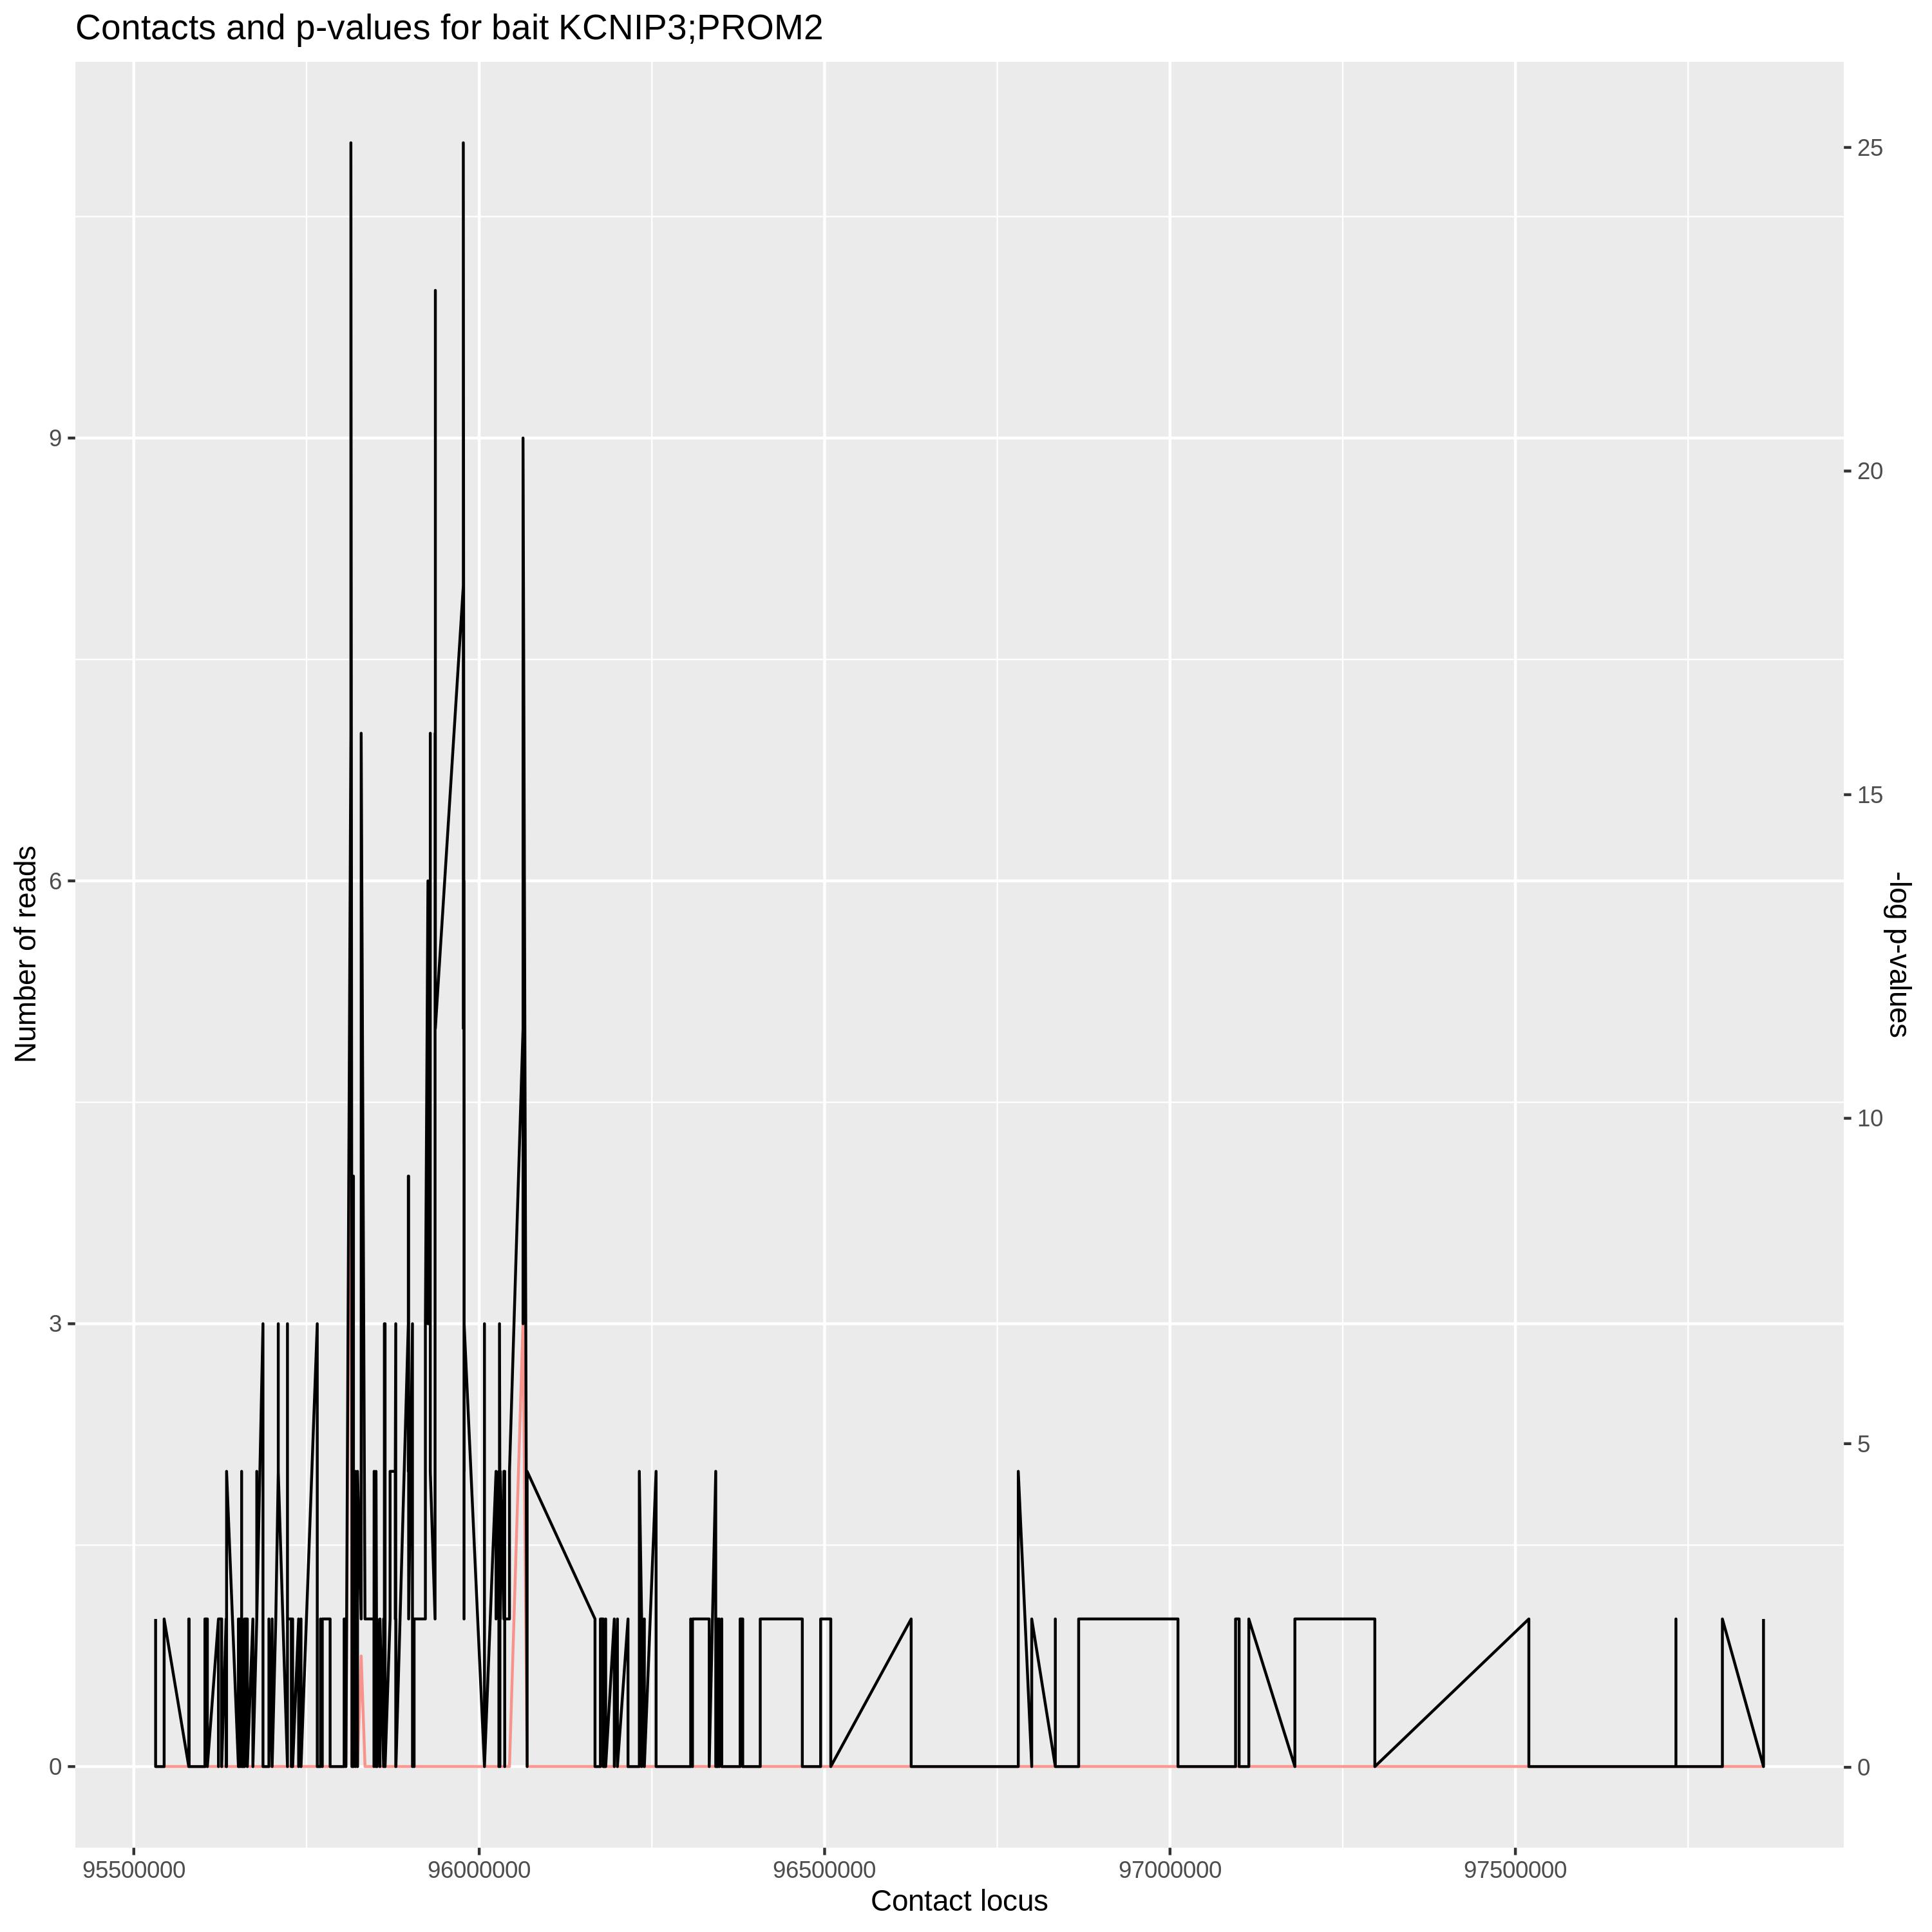 Contacts and p-values for bait KCNIP3;PROM2
25
9
20
15
6
Number of reads
-log p-values
10
3
5
0
0
95500000 96000000 96500000 97000000 97500000
Contact locus